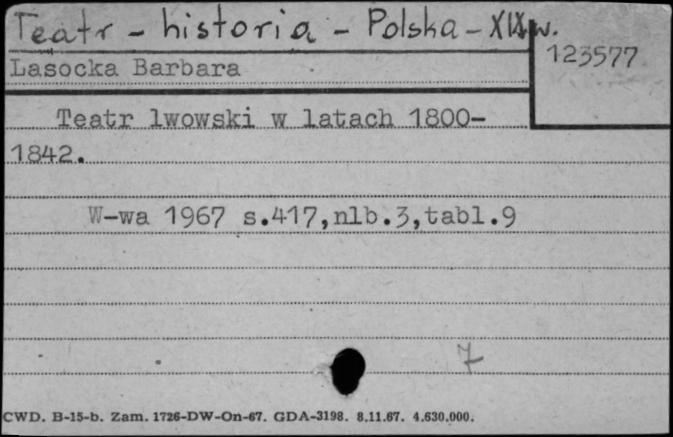 Teatr - historia - Polska - XIX w.
123577
Lasocka Barbara
Teatr lwowski w latach 1800-
1842.
W-wa 1967 s.417,nlb.3,tabl.9
7
CWD. B-15-b. Zam. 1726-DW-On-67. GDA-3198. 8.11.67. 4.630.000.